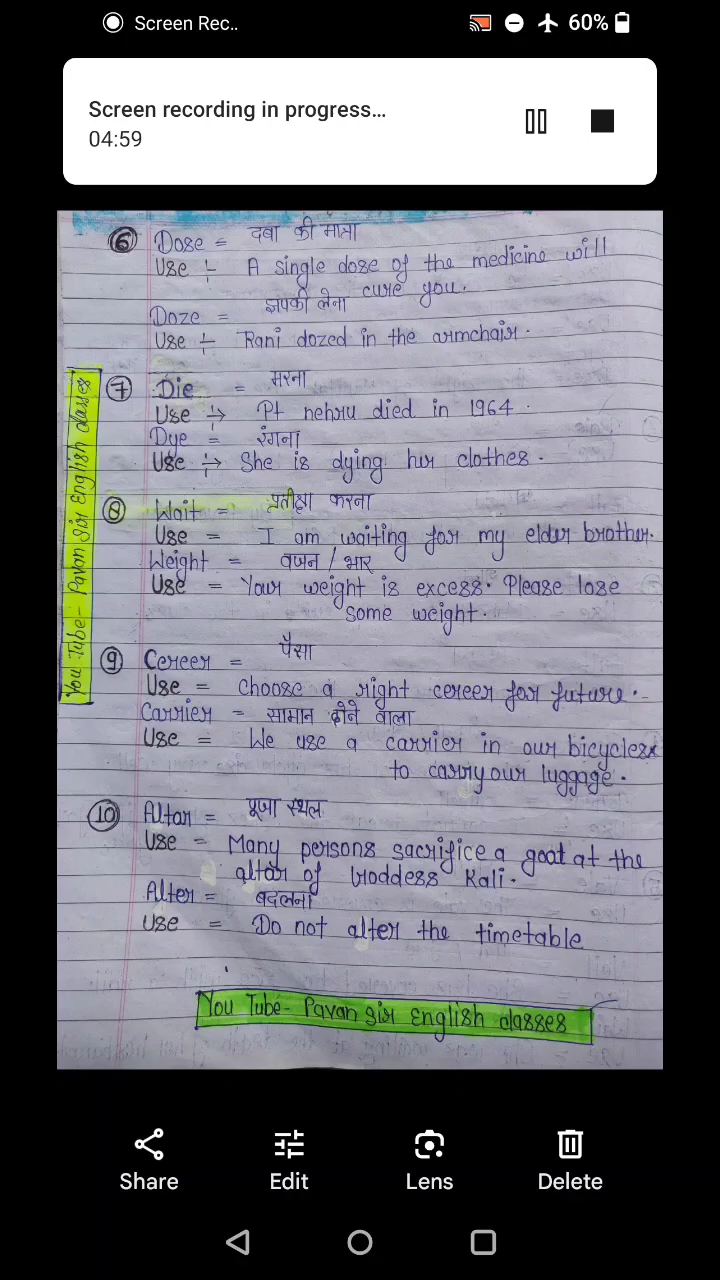 Screen Rec..
60%
Screen recording in progress...
04:59
6 Dose = दबा की मात्रा
Use ÷ A single dose of the medicine will
cure you.
Doze = झपकी लेना
Use ÷ Rani dozed in the armchair.
7 Die = मरना
Use ÷→ Pt nehru died in 1964.
Dye = रंगना
Use ÷→ She is dying her clothes.
8 Wait = प्रतीक्षा करना
Use = I am waiting for my elder brother.
Weight = वजन / भार
Use = Your weight is excess. Please lose
some weight.
9 Cereer = पैसा
Use = Choose a right cereer for future.
Carrier = सामान ढोने वाला
Use = We use a carrier in our bicycles
to carry our luggage.
10 Altar = पूजा स्थल
Use = Many persons sacrifice a goat at the
altar of Goddess Kali.
Alter = बदलना
Use = Do not alter the timetable
You Tube- Pavan sir English classes
You Tube- Pavan sir English classes
Share Edit Lens Delete